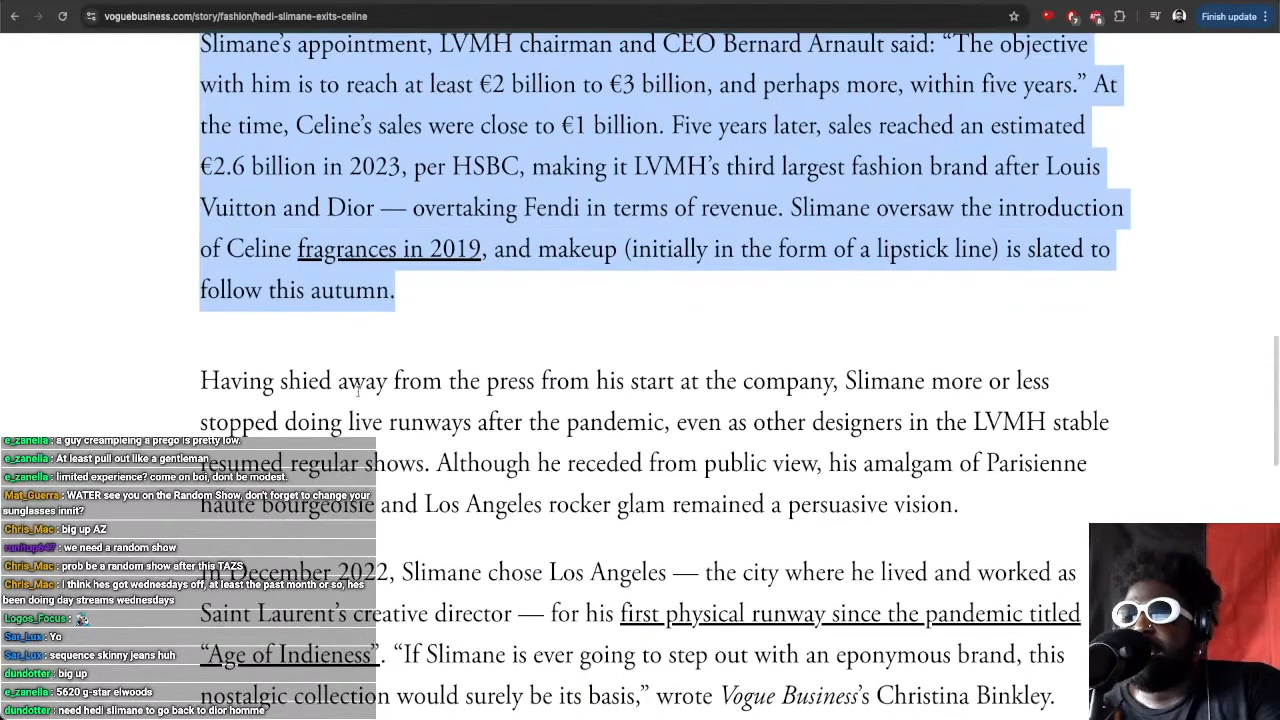 voguebusiness.com/story/fashion/hedi-slimane-exits-celine
Finish update
Slimane's appointment, LVMH chairman and CEO Bernard Arnault said: “The objective
with him is to reach at least €2 billion to €3 billion, and perhaps more, within five years.” At
the time, Celine's sales were close to €1 billion. Five years later, sales reached an estimated
€2.6 billion in 2023, per HSBC, making it LVMH's third largest fashion brand after Louis
Vuitton and Dior — overtaking Fendi in terms of revenue. Slimane oversaw the introduction
of Celine fragrances in 2019, and makeup (initially in the form of a lipstick line) is slated to
follow this autumn.
Having shied away from the press from his start at the company, Slimane more or less
stopped doing live runways after the pandemic, even as other designers in the LVMH stable
resumed regular shows. Although he receded from public view, his amalgam of Parisienne
haute bourgeoisie and Los Angeles rocker glam remained a persuasive vision.
In December 2022, Slimane chose Los Angeles — the city where he lived and worked as
Saint Laurent's creative director — for his first physical runway since the pandemic titled
“Age of Indieness”. “If Slimane is ever going to step out with an eponymous brand, this
nostalgic collection would surely be its basis,” wrote Vogue Business's Christina Binkley.
e_zanella : a guy creampieing a prego is pretty low.
e_zanella : At least pull out like a gentleman
e_zanella : limited experience? come on boi, dont be modest.
Mat_Guerra : WATER see you on the Random Show, don't forget to change your
sunglasses innit?
Chris_Mac : big up AZ
runitup647 : we need a random show
Chris_Mac : prob be a random show after this TAZS
Chris_Mac : I think hes got wednesdays off, at least the past month or so, hes
been doing day streams wednesdays
Logos_Focus :
Sar_Lux : Yo
Sar_Lux : sequence skinny jeans huh
dundotter : big up
e_zanella : 5620 g-star elwoods
dundotter : need hedi slimane to go back to dior homme